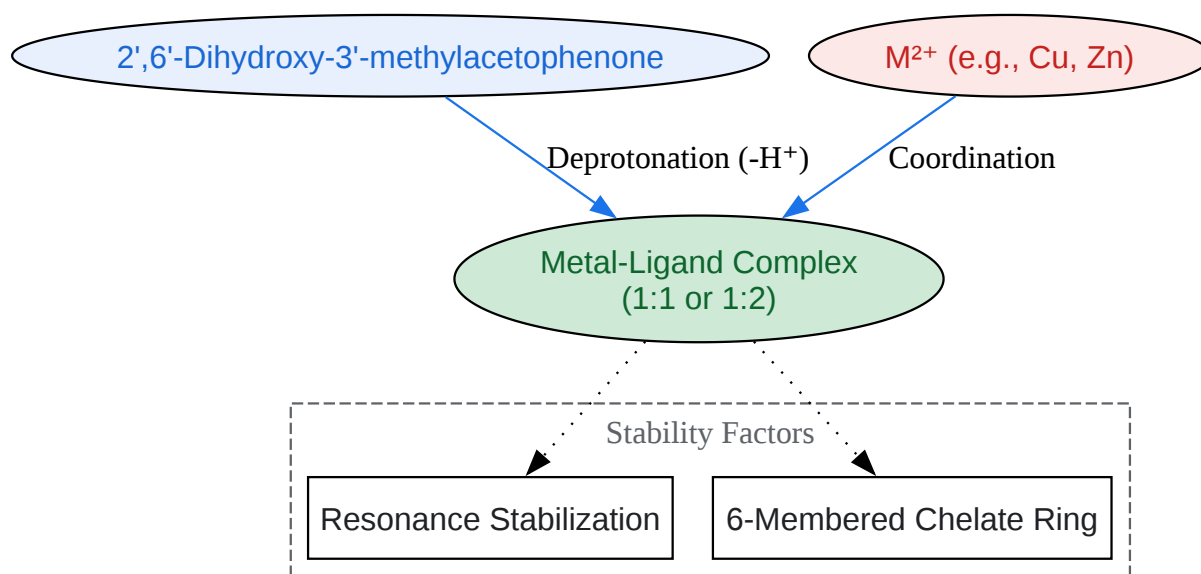 2',6'-Dihydroxy-3'-methylacetophenone
M²⁺ (e.g., Cu, Zn)
Deprotonation (-H⁺)
Coordination
Metal-Ligand Complex
(1:1 or 1:2)
Stability Factors
Resonance Stabilization
6-Membered Chelate Ring